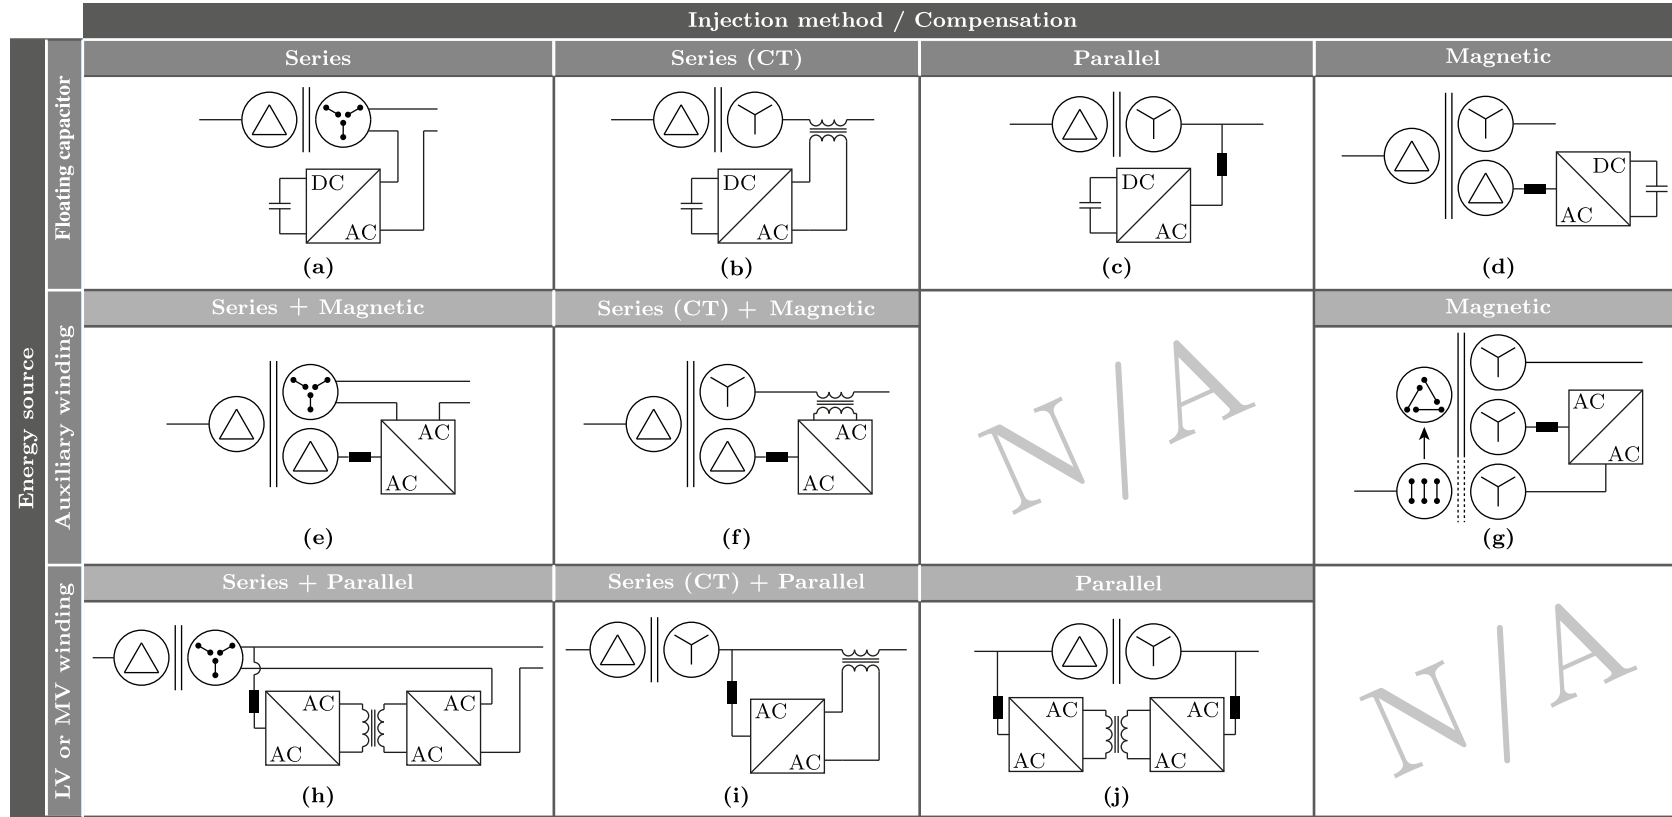 Injection method / Compensation
Series
Series (CT)
Parallel
Magnetic
Energy source
Floating capacitor
DC
AC
(a)
DC
AC
(b)
DC
AC
(c)
DC
AC
(d)
Series + Magnetic
Series (CT) + Magnetic
Magnetic
Auxiliary winding
AC
AC
(e)
AC
AC
(f)
N/A
AC
AC
(g)
Series + Parallel
Series (CT) + Parallel
Parallel
LV or MV winding
AC
AC
AC
AC
(h)
AC
AC
(i)
AC
AC
AC
AC
(j)
N/A